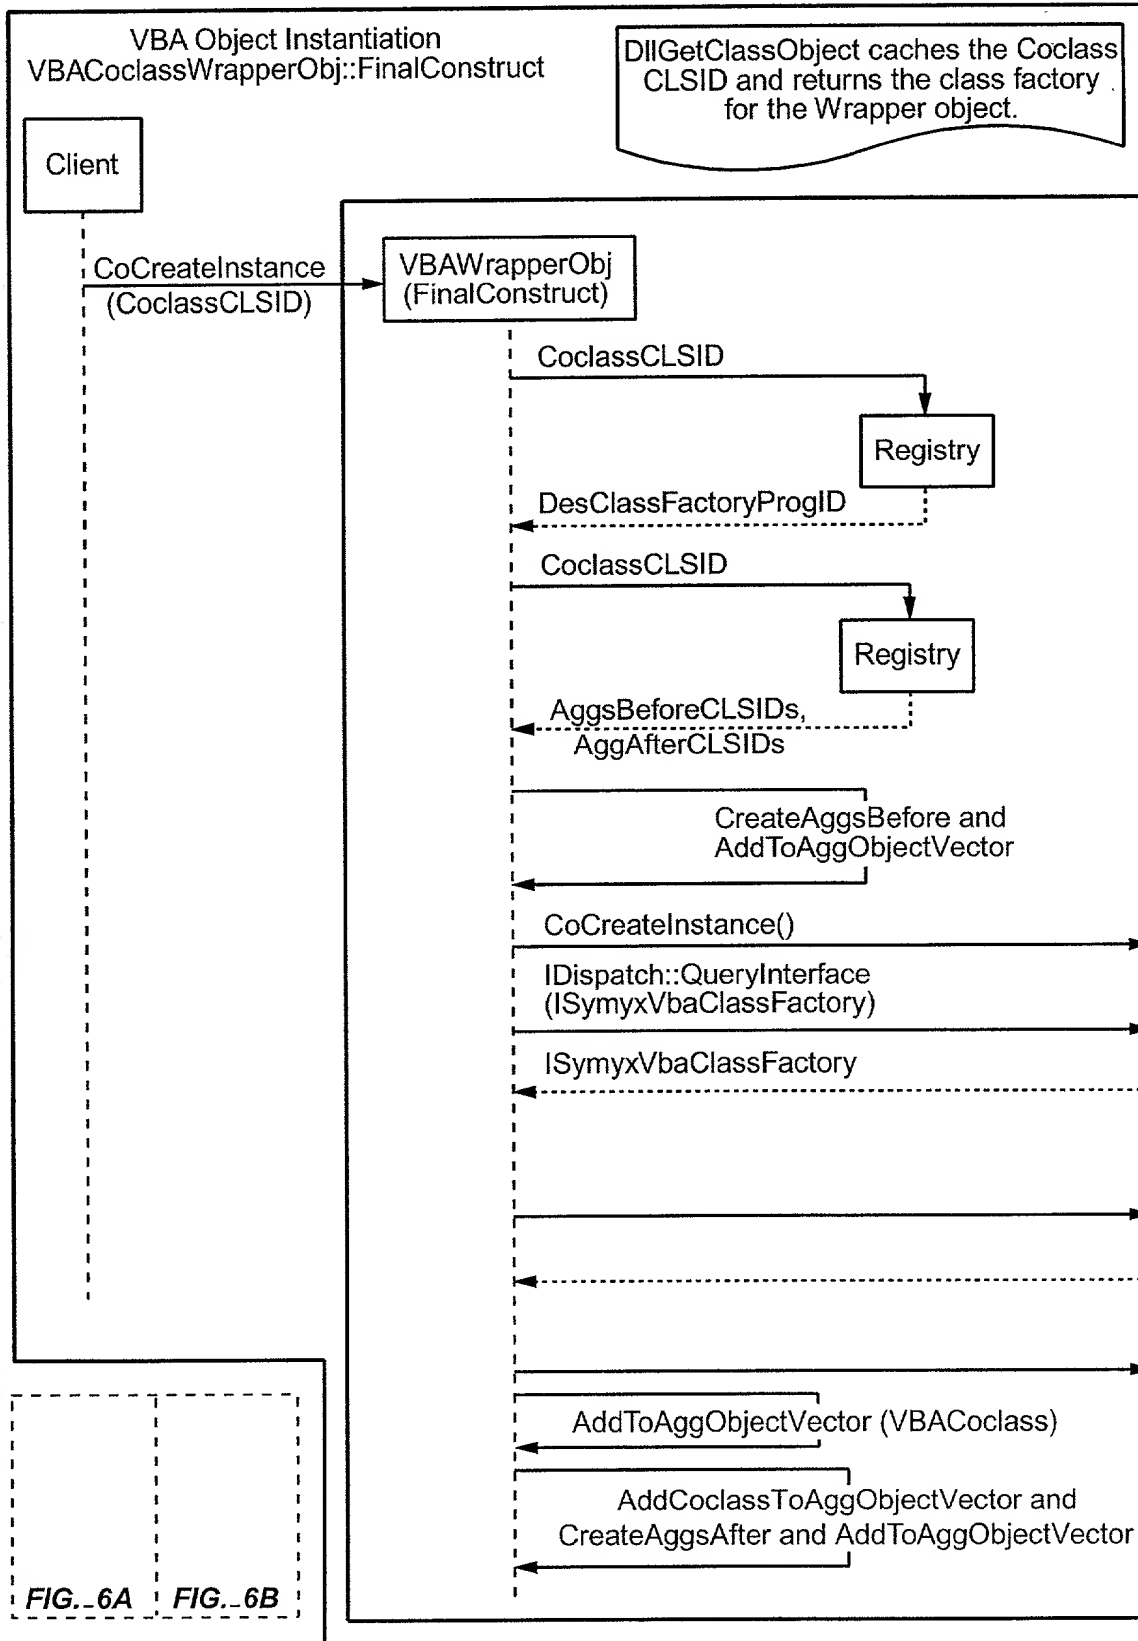 VBA Object Instantiation
VBACoclassWrapperObj::FinalConstruct
DllGetClassObject caches the Coclass
CLSID and returns the class factory
for the Wrapper object.
Client
CoCreateInstance
(CoclassCLSID)
VBAWrapperObj
(FinalConstruct)
CoclassCLSID
Registry
DesClassFactoryProgID
CoclassCLSID
Registry
AggsBeforeCLSIDs,
AggAfterCLSIDs
CreateAggsBefore and
AddToAggObjectVector
CoCreateInstance()
IDispatch::QueryInterface
(ISymyxVbaClassFactory)
ISymyxVbaClassFactory
AddToAggObjectVector (VBACoclass)
AddCoclassToAggObjectVector and
CreateAggsAfter and AddToAggObjectVector
FIG._6A FIG._6B